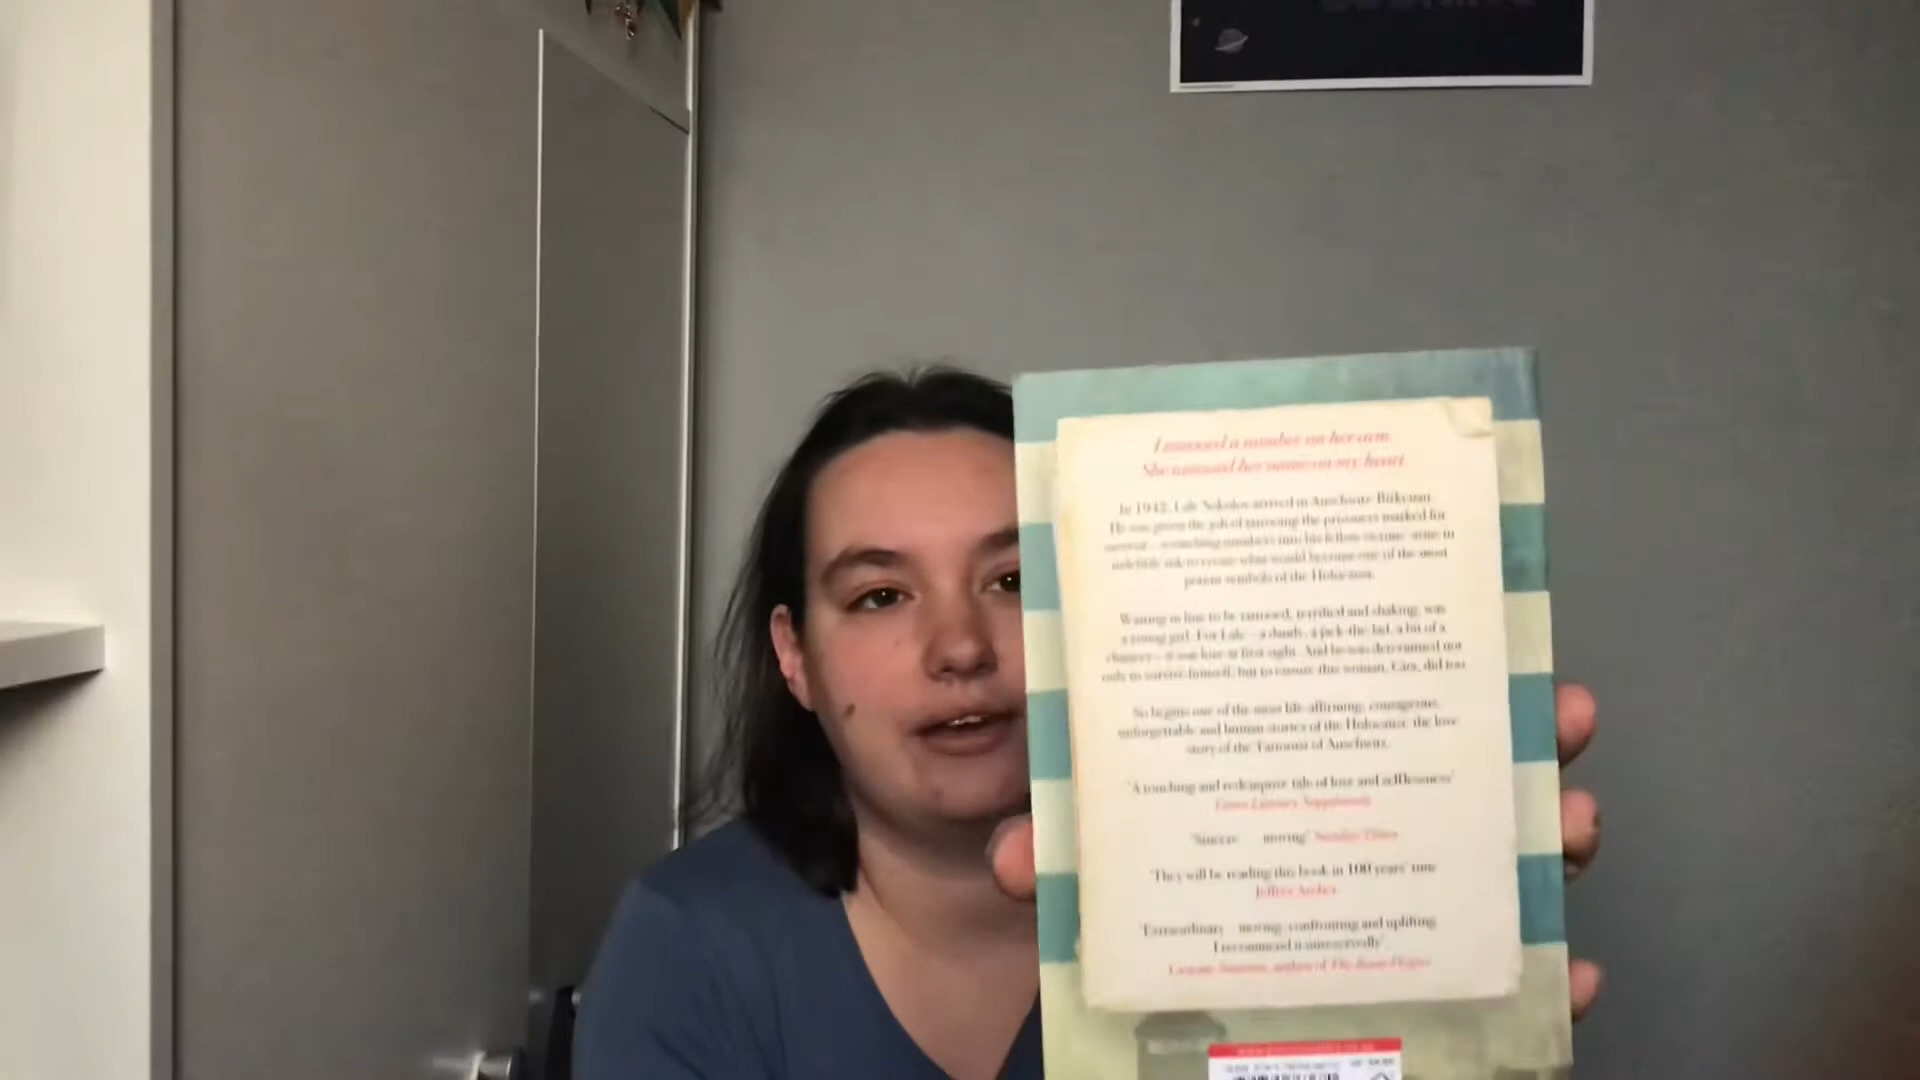 I tattooed a number on her arm.
She tattooed her name on my heart.
In 1942, Lale Sokolov arrived in Auschwitz-Birkenau.
He was given the job of tattooing the prisoners marked for
survival – scratching numbers into his fellow victims' arms in
indelible ink to create what would become one of the most
potent symbols of the Holocaust.
Waiting in line to be tattooed, terrified and shaking, was
a young girl. For Lale – a dandy, a jack-the-lad, a bit of a
chancer – it was love at first sight. And he was determined not
only to survive himself, but to ensure this woman, Gita, did too.
So begins one of the most life-affirming, courageous,
unforgettable and human stories of the Holocaust: the love
story of the Tattooist of Auschwitz.
'A touching and redemptive tale of love and selflessness'
Times Literary Supplement
'Sincere moving' Sunday Times
'They will be reading this book in 100 years' time'
Jeffrey Archer
'Extraordinary – moving, confronting and uplifting.
I recommend it unreservedly'
Graeme Simsion, author of The Rosie Project